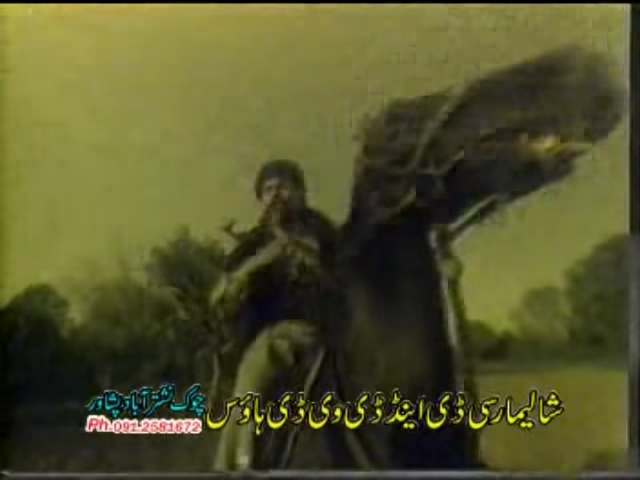 شالیمار سی ڈی اینڈ ڈی وی ڈی ہاؤس
چوک نشتر آباد پشاور
Ph.091.2581672